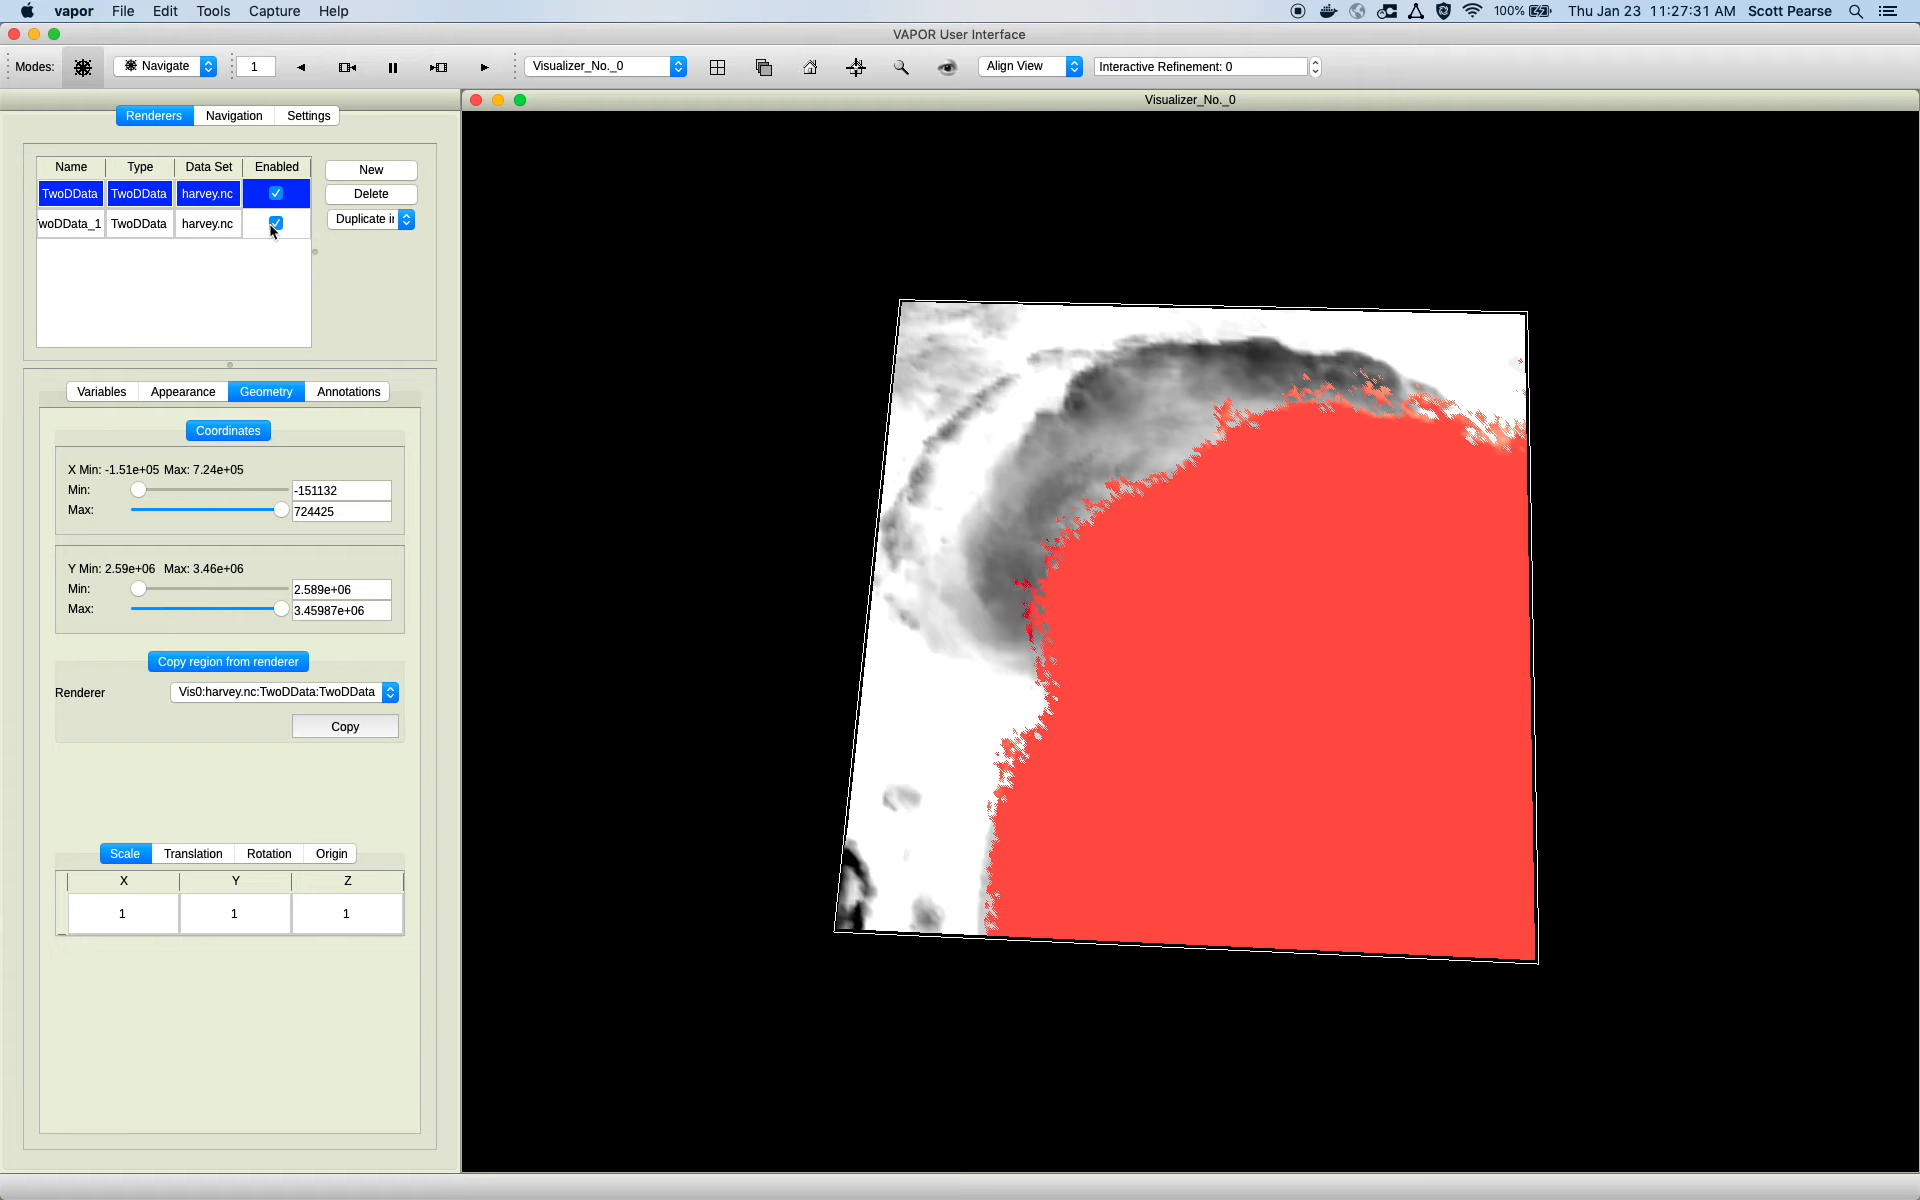 vapor File Edit Tools Capture Help 100% Thu Jan 23 11:27:31 AM Scott Pearse
VAPOR User Interface
Modes: Navigate 1 Visualizer_No._0 Align View Interactive Refinement: 0
Visualizer_No._0
Renderers Navigation Settings
Name Type Data Set Enabled
TwoDData TwoDData harvey.nc
woDData_1 TwoDData harvey.nc
New
Delete
Duplicate in
Variables Appearance Geometry Annotations
Coordinates
X Min: -1.51e+05 Max: 7.24e+05
Min: -151132
Max: 724425
Y Min: 2.59e+06 Max: 3.46e+06
Min: 2.589e+06
Max: 3.45987e+06
Copy region from renderer
Renderer Vis0:harvey.nc:TwoDData:TwoDData
Copy
Scale Translation Rotation Origin
X Y Z
1 1 1